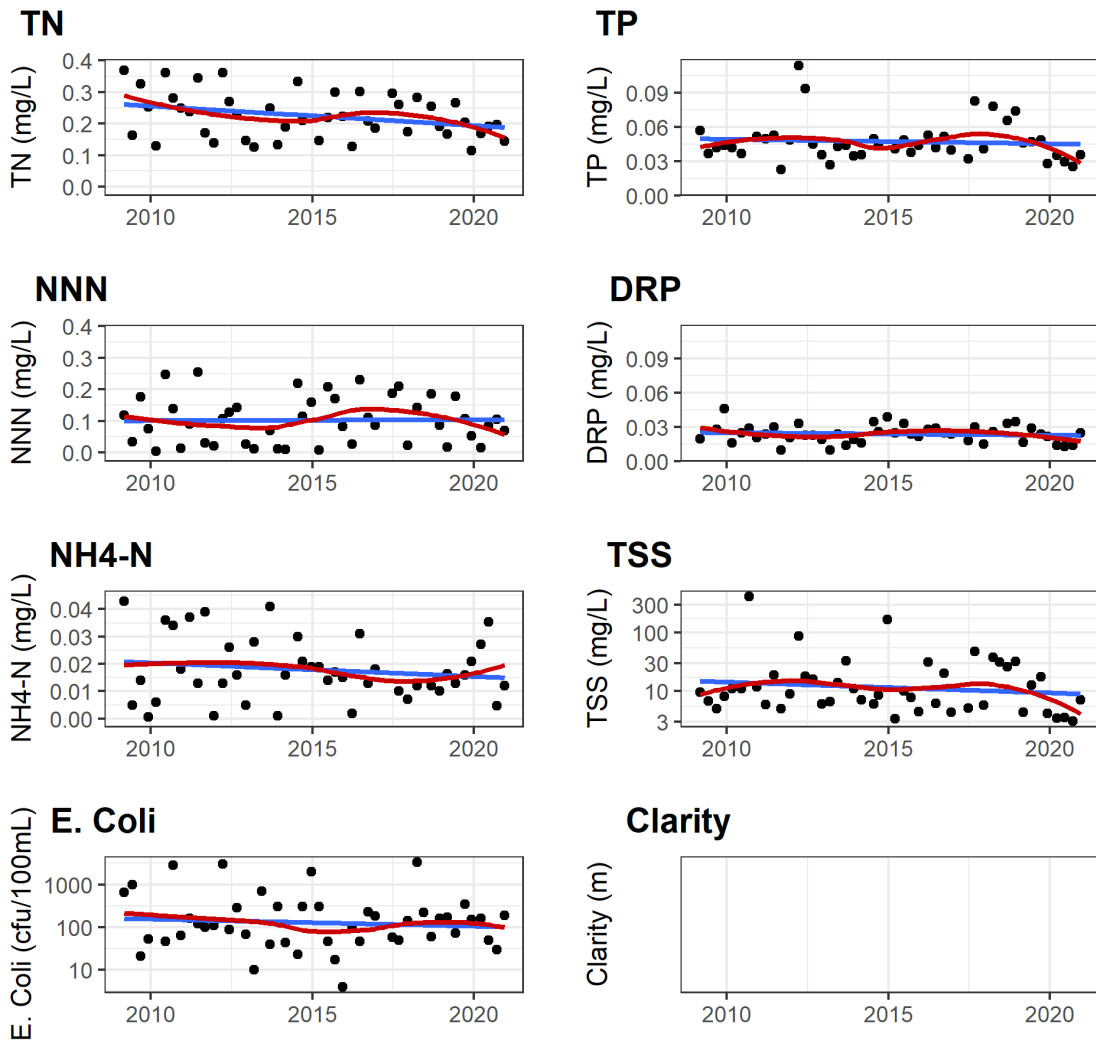 TN
TN (mg/L)
0.4
0.3
0.2
0.1
0.0
2010 2015 2020
TP
TP (mg/L)
0.09
0.06
0.03
0.00
2010 2015 2020
NNN
NNN (mg/L)
0.4
0.3
0.2
0.1
0.0
2010 2015 2020
DRP
DRP (mg/L)
0.09
0.06
0.03
0.00
2010 2015 2020
NH4-N
NH4-N (mg/L)
0.04
0.03
0.02
0.01
0.00
2010 2015 2020
TSS
TSS (mg/L)
300
100
30
10
3
2010 2015 2020
E. Coli
E. Coli (cfu/100mL)
1000
100
10
2010 2015 2020
Clarity
Clarity (m)
2010 2015 2020